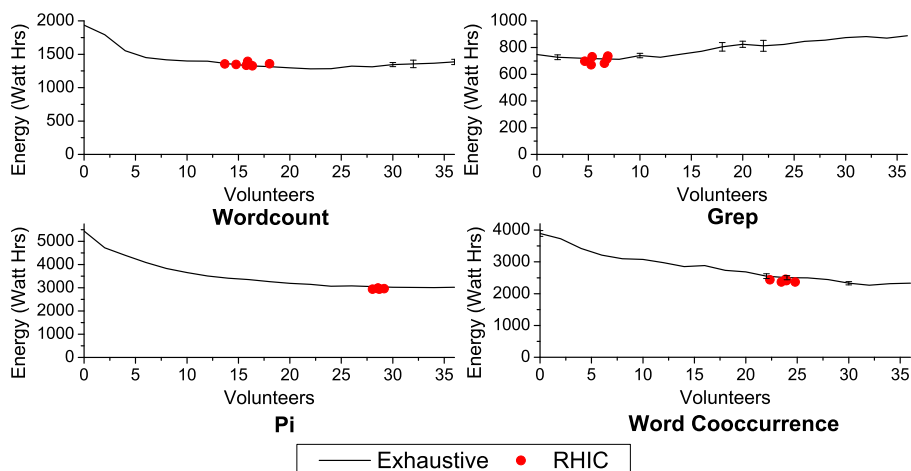 Energy (Watt Hrs)
2000
1500
1000
500
0
0 5 10 15 20 25 30 35
Volunteers
Wordcount
Energy (Watt Hrs)
1000
800
600
400
200
0
0 5 10 15 20 25 30 35
Volunteers
Grep
Energy (Watt Hrs)
5000
4000
3000
2000
1000
0
0 5 10 15 20 25 30 35
Volunteers
Pi
Energy (Watt Hrs)
4000
3000
2000
1000
0
0 5 10 15 20 25 30 35
Volunteers
Word Cooccurrence
Exhaustive RHIC